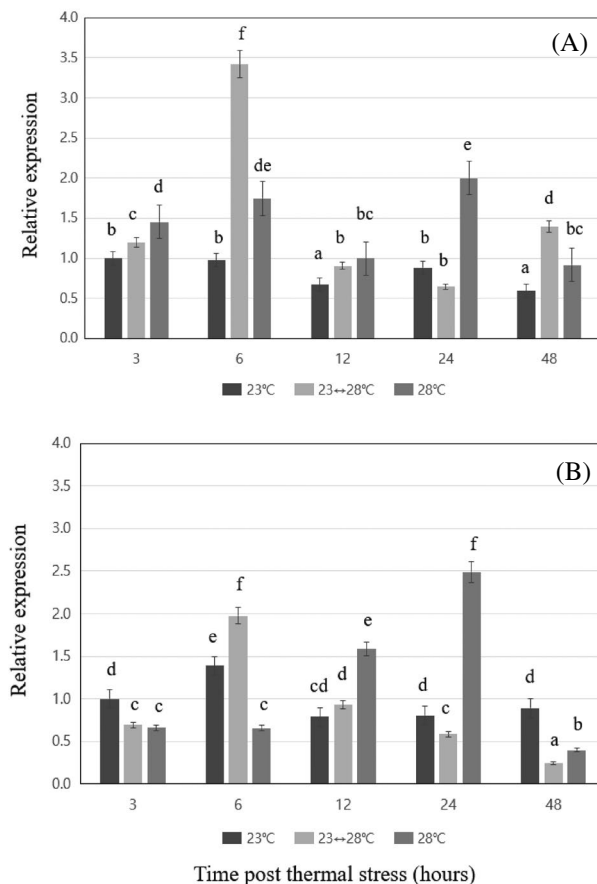 (A)
Relative expression
4.0
3.5
3.0
2.5
2.0
1.5
1.0
0.5
0.0
b c d
b f de
a b bc
b b e
a d bc
3 6 12 24 48
23℃ 23↔28℃ 28℃
(B)
Relative expression
4.0
3.5
3.0
2.5
2.0
1.5
1.0
0.5
0.0
d c c
e f c
cd d e
d c f
d a b
3 6 12 24 48
23℃ 23↔28℃ 28℃
Time post thermal stress (hours)